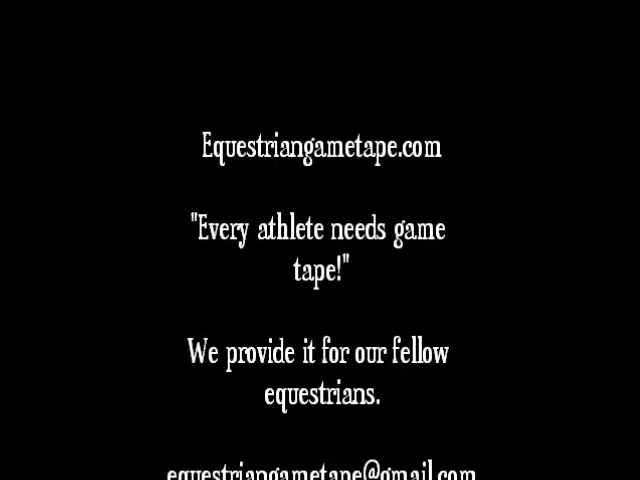 Equestriangametape.com
"Every athlete needs game
tape!"
We provide it for our fellow
equestrians.
equestriangametape@gmail.com